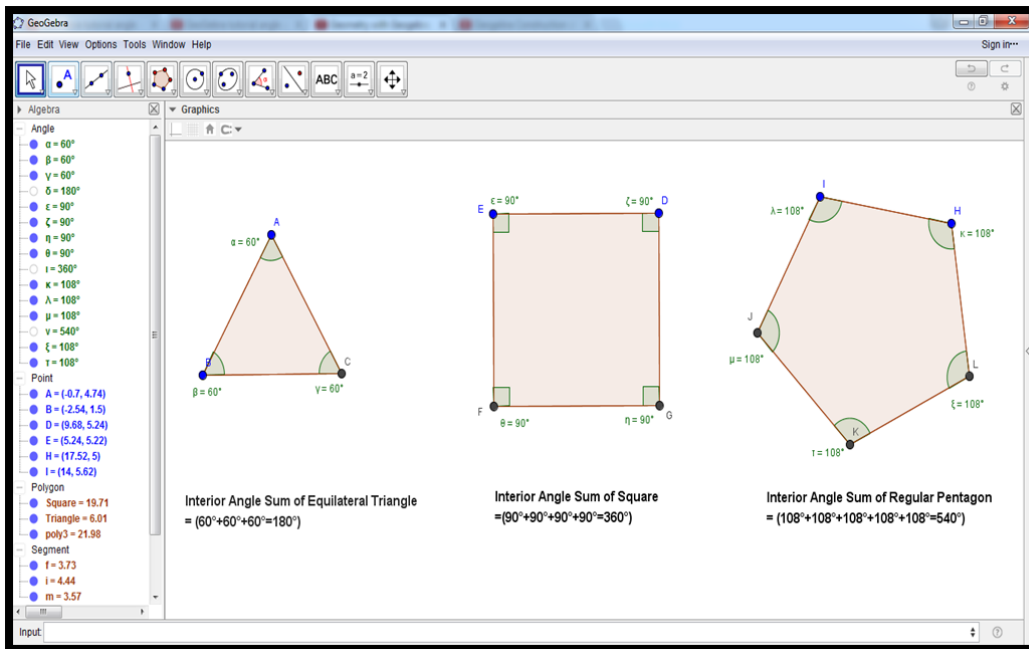 GeoGebra
File Edit View Options Tools Window Help
Sign in...
A
ABC
a=2
Algebra
Graphics
Angle
α = 60°
β = 60°
γ = 60°
δ = 180°
ε = 90°
ζ = 90°
η = 90°
θ = 90°
ι = 360°
κ = 108°
λ = 108°
μ = 108°
ν = 540°
ξ = 108°
τ = 108°
Point
A = (-0.7, 4.74)
B = (-2.54, 1.5)
D = (9.68, 5.24)
E = (5.24, 5.22)
H = (17.52, 5)
I = (14, 5.62)
Polygon
Square = 19.71
Triangle = 6.01
poly3 = 21.98
Segment
f = 3.73
i = 4.44
m = 3.57
A
α = 60°
B
β = 60°
C
γ = 60°
E
ε = 90°
ζ = 90°
D
F
θ = 90°
η = 90°
G
I
λ = 108°
H
κ = 108°
J
μ = 108°
L
ξ = 108°
K
τ = 108°
Interior Angle Sum of Equilateral Triangle
= (60°+60°+60°=180°)
Interior Angle Sum of Square
=(90°+90°+90°+90°=360°)
Interior Angle Sum of Regular Pentagon
= (108°+108°+108°+108°+108°=540°)
Input: